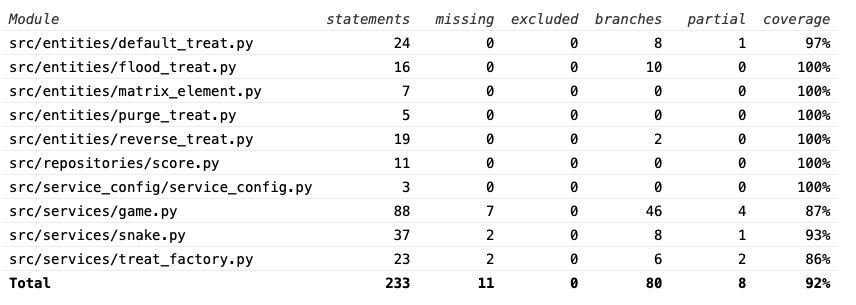 Module statements missing excluded branches partial coverage
src/entities/default_treat.py 24 0 0 8 1 97%
src/entities/flood_treat.py 16 0 0 10 0 100%
src/entities/matrix_element.py 7 0 0 0 0 100%
src/entities/purge_treat.py 5 0 0 0 0 100%
src/entities/reverse_treat.py 19 0 0 2 0 100%
src/repositories/score.py 11 0 0 0 0 100%
src/service_config/service_config.py 3 0 0 0 0 100%
src/services/game.py 88 7 0 46 4 87%
src/services/snake.py 37 2 0 8 1 93%
src/services/treat_factory.py 23 2 0 6 2 86%
Total 233 11 0 80 8 92%